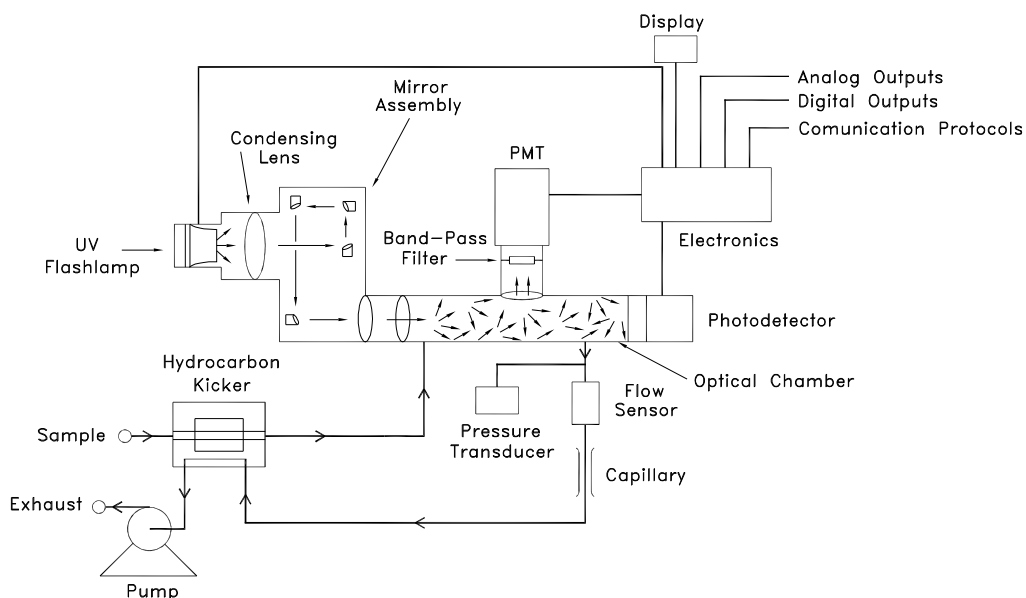 Display
Analog Outputs
Digital Outputs
Comunication Protocols
Mirror
Assembly
Condensing
Lens
PMT
UV
Flashlamp
Band-Pass
Filter
Electronics
Photodetector
Hydrocarbon
Kicker
Optical Chamber
Flow
Sensor
Sample
Pressure
Transducer
Capillary
Exhaust
Pump